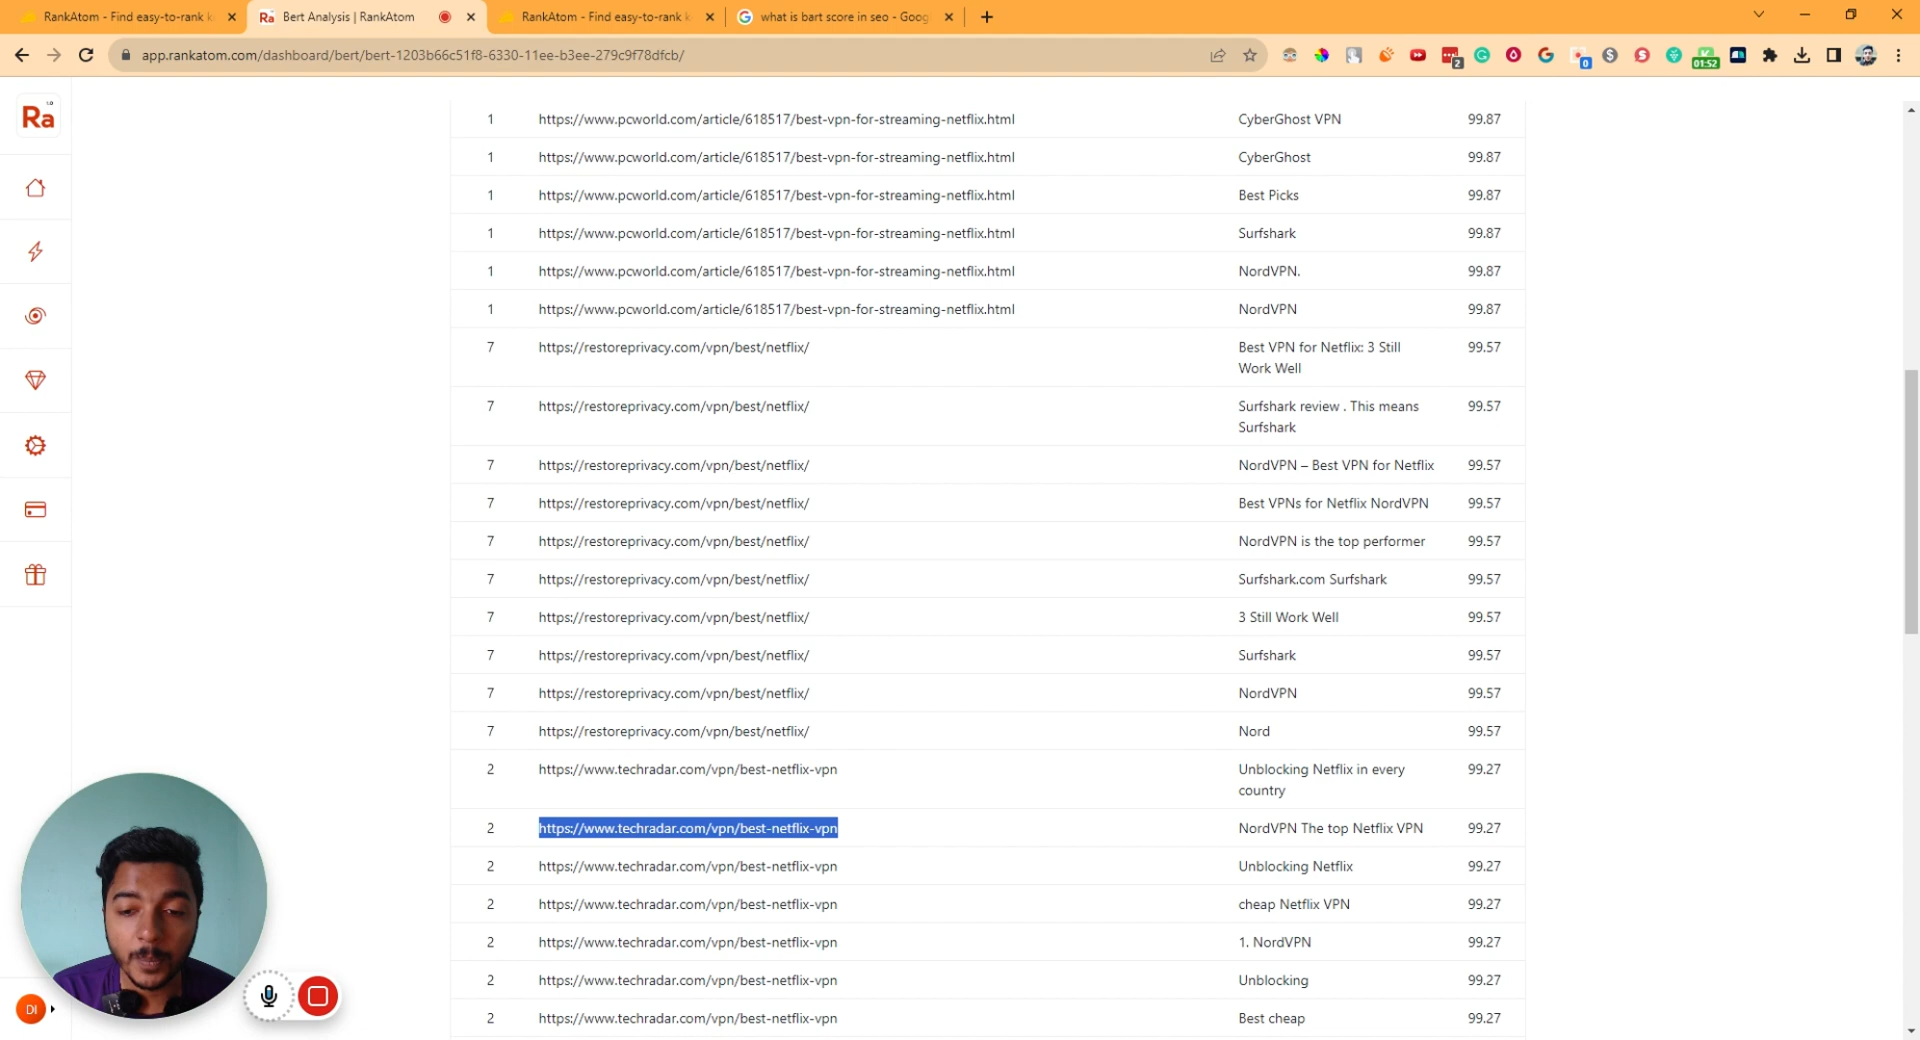 RankAtom - Find easy-to-rank k
Ra Bert Analysis | RankAtom
RankAtom - Find easy-to-rank k
G what is bart score in seo - Goog
app.rankatom.com/dashboard/bert/bert-1203b66c51f8-6330-11ee-b3ee-279c9f78dfcb/
2
0
01:52
Ra 1.0
1 https://www.pcworld.com/article/618517/best-vpn-for-streaming-netflix.html CyberGhost VPN 99.87
1 https://www.pcworld.com/article/618517/best-vpn-for-streaming-netflix.html CyberGhost 99.87
1 https://www.pcworld.com/article/618517/best-vpn-for-streaming-netflix.html Best Picks 99.87
1 https://www.pcworld.com/article/618517/best-vpn-for-streaming-netflix.html Surfshark 99.87
1 https://www.pcworld.com/article/618517/best-vpn-for-streaming-netflix.html NordVPN. 99.87
1 https://www.pcworld.com/article/618517/best-vpn-for-streaming-netflix.html NordVPN 99.87
7 https://restoreprivacy.com/vpn/best/netflix/ Best VPN for Netflix: 3 Still 99.57
Work Well
7 https://restoreprivacy.com/vpn/best/netflix/ Surfshark review . This means 99.57
Surfshark
7 https://restoreprivacy.com/vpn/best/netflix/ NordVPN – Best VPN for Netflix 99.57
7 https://restoreprivacy.com/vpn/best/netflix/ Best VPNs for Netflix NordVPN 99.57
7 https://restoreprivacy.com/vpn/best/netflix/ NordVPN is the top performer 99.57
7 https://restoreprivacy.com/vpn/best/netflix/ Surfshark.com Surfshark 99.57
7 https://restoreprivacy.com/vpn/best/netflix/ 3 Still Work Well 99.57
7 https://restoreprivacy.com/vpn/best/netflix/ Surfshark 99.57
7 https://restoreprivacy.com/vpn/best/netflix/ NordVPN 99.57
7 https://restoreprivacy.com/vpn/best/netflix/ Nord 99.57
2 https://www.techradar.com/vpn/best-netflix-vpn Unblocking Netflix in every 99.27
country
2 https://www.techradar.com/vpn/best-netflix-vpn NordVPN The top Netflix VPN 99.27
2 https://www.techradar.com/vpn/best-netflix-vpn Unblocking Netflix 99.27
2 https://www.techradar.com/vpn/best-netflix-vpn cheap Netflix VPN 99.27
2 https://www.techradar.com/vpn/best-netflix-vpn 1. NordVPN 99.27
2 https://www.techradar.com/vpn/best-netflix-vpn Unblocking 99.27
2 https://www.techradar.com/vpn/best-netflix-vpn Best cheap 99.27
DI